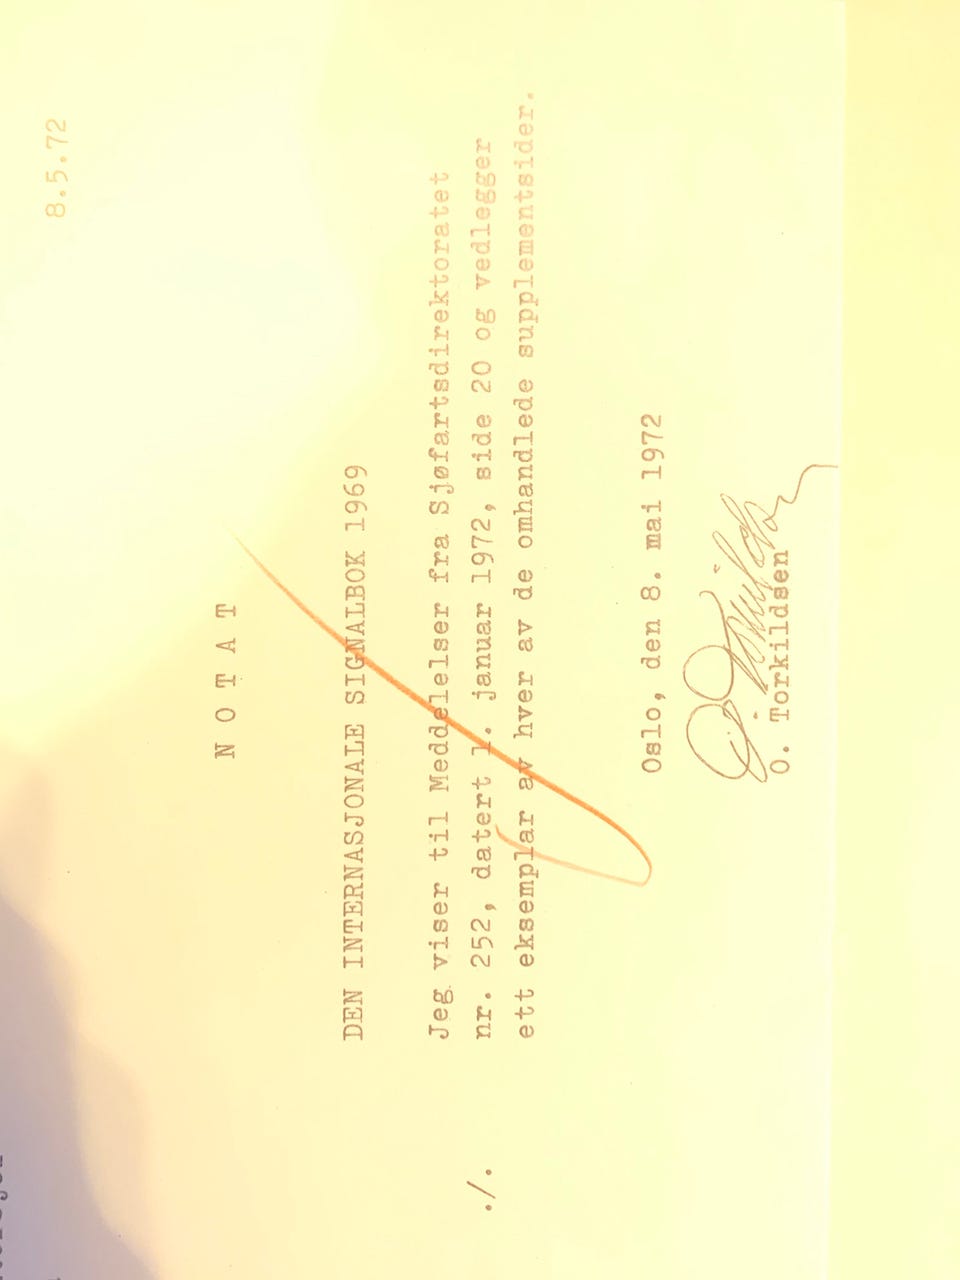 8.5.72
N O T A T
DEN INTERNASJONALE SIGNALBOK 1969
Jeg viser til Meddelelser fra Sjøfartsdirektoratet
./. nr. 252, datert 1. januar 1972, side 20 og vedlegger
ett eksemplar av hver av de omhandlede supplementsider.
Oslo, den 8. mai 1972
O. Torkildsen
O. Torkildsen